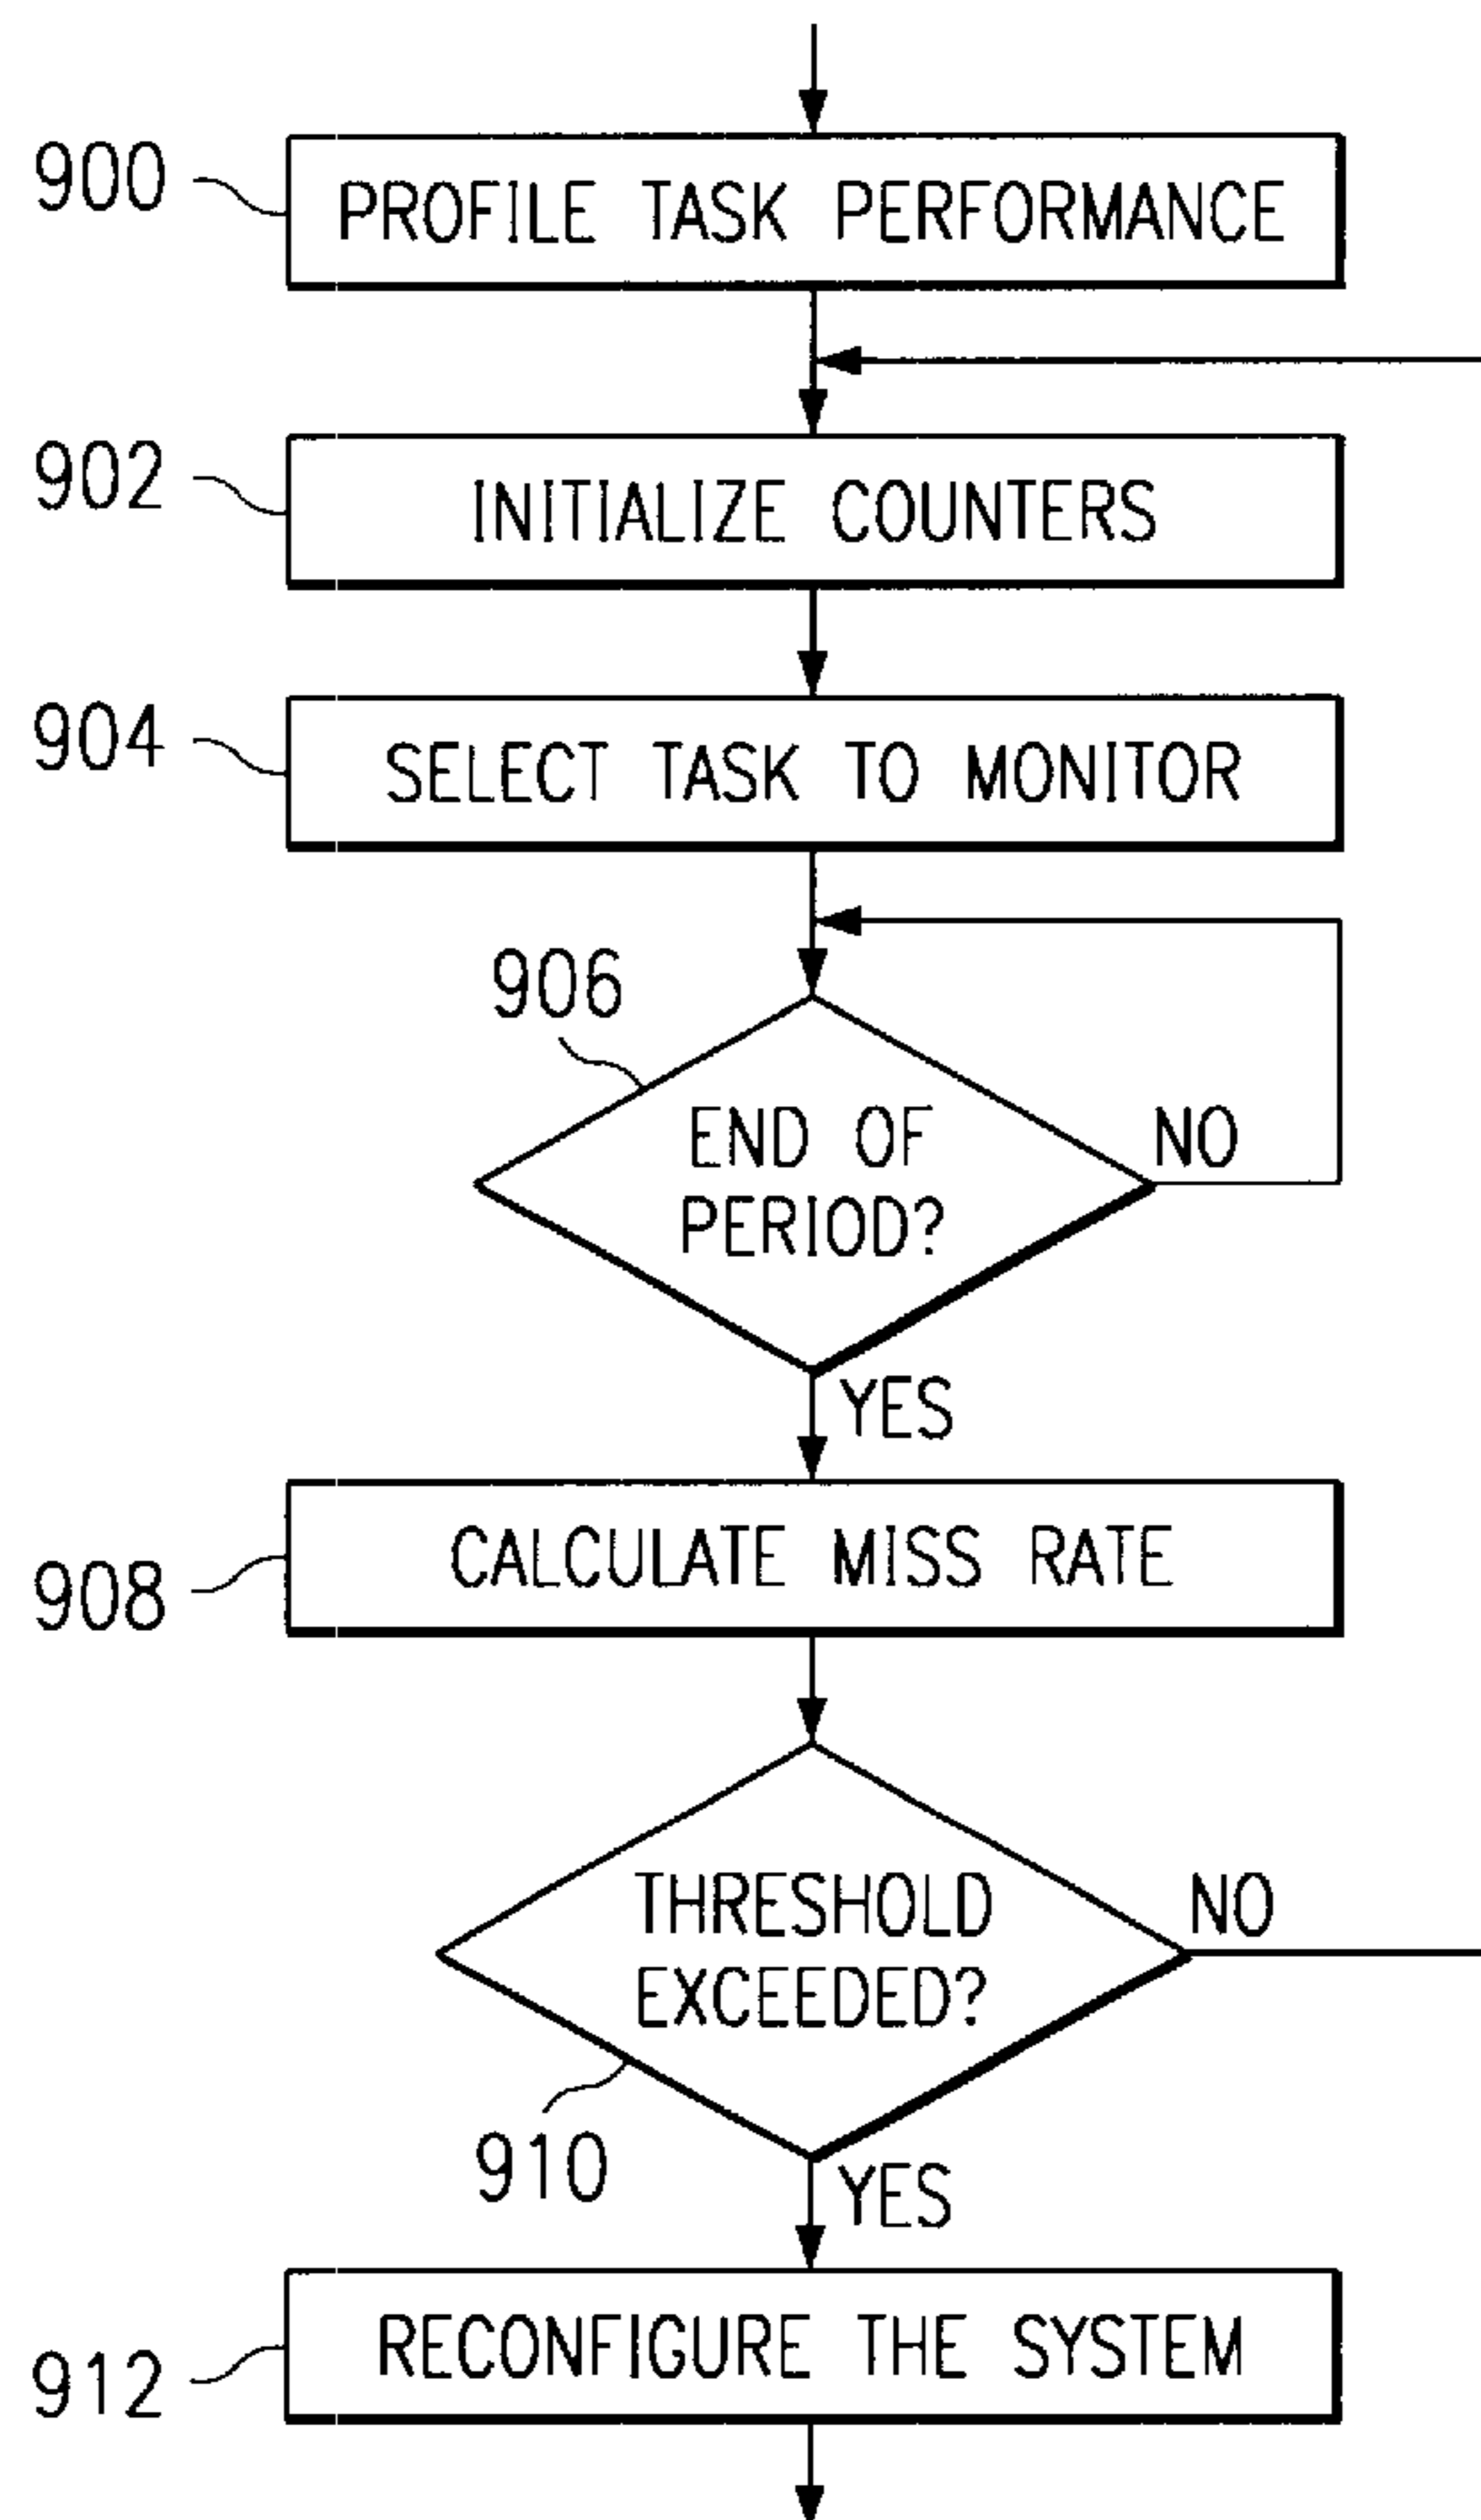 900
PROFILE TASK PERFORMANCE
902
INITIALIZE COUNTERS
904
SELECT TASK TO MONITOR
906
END OF
PERIOD?
NO
YES
908
CALCULATE MISS RATE
THRESHOLD
EXCEEDED?
NO
910
YES
912
RECONFIGURE THE SYSTEM